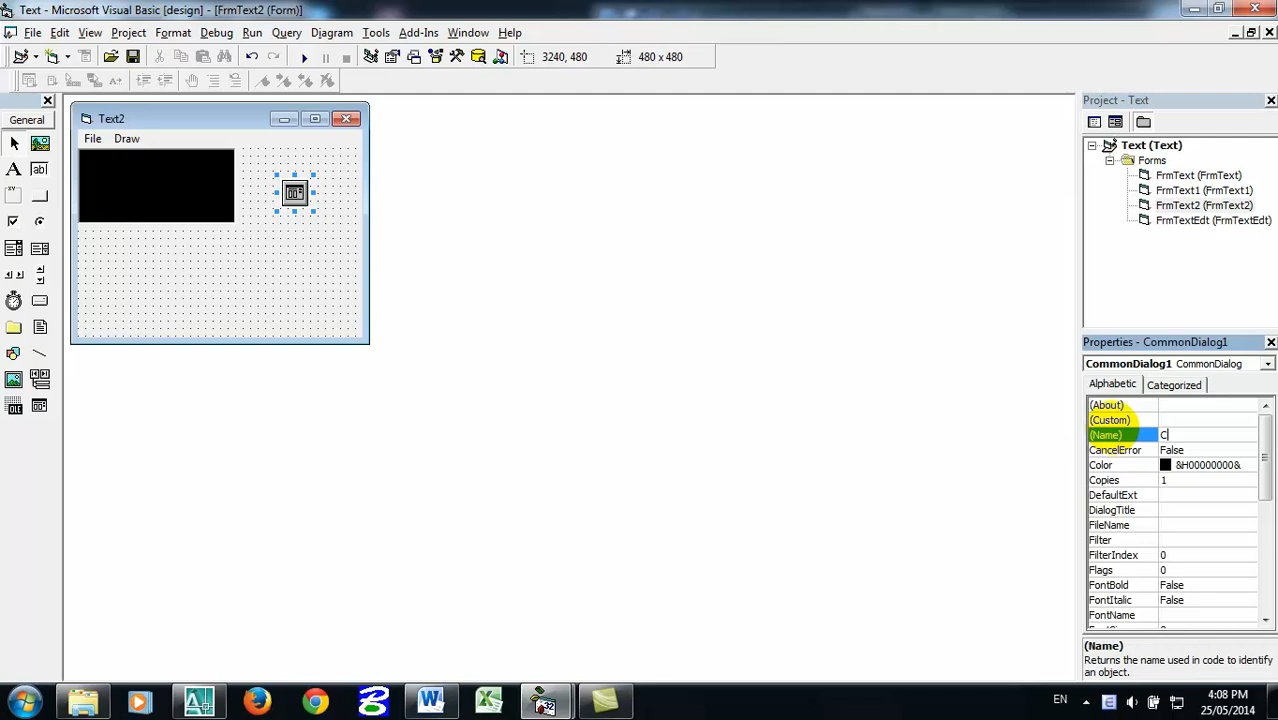 Text - Microsoft Visual Basic [design] - [FrmText2 (Form)]
File Edit View Project Format Debug Run Query Diagram Tools Add-Ins Window Help
3240, 480 480 x 480
General
Text2
File Draw
Project - Text
Text (Text)
Forms
FrmText (FrmText)
FrmText1 (FrmText1)
FrmText2 (FrmText2)
FrmTextEdt (FrmTextEdt)
Properties - CommonDialog1
CommonDialog1 CommonDialog
Alphabetic Categorized
(About)
(Custom)
(Name) C
CancelError False
Color &H00000000&
Copies 1
DefaultExt
DialogTitle
FileName
Filter
FilterIndex 0
Flags 0
FontBold False
FontItalic False
FontName
(Name)
Returns the name used in code to identify
an object.
EN
4:08 PM
25/05/2014